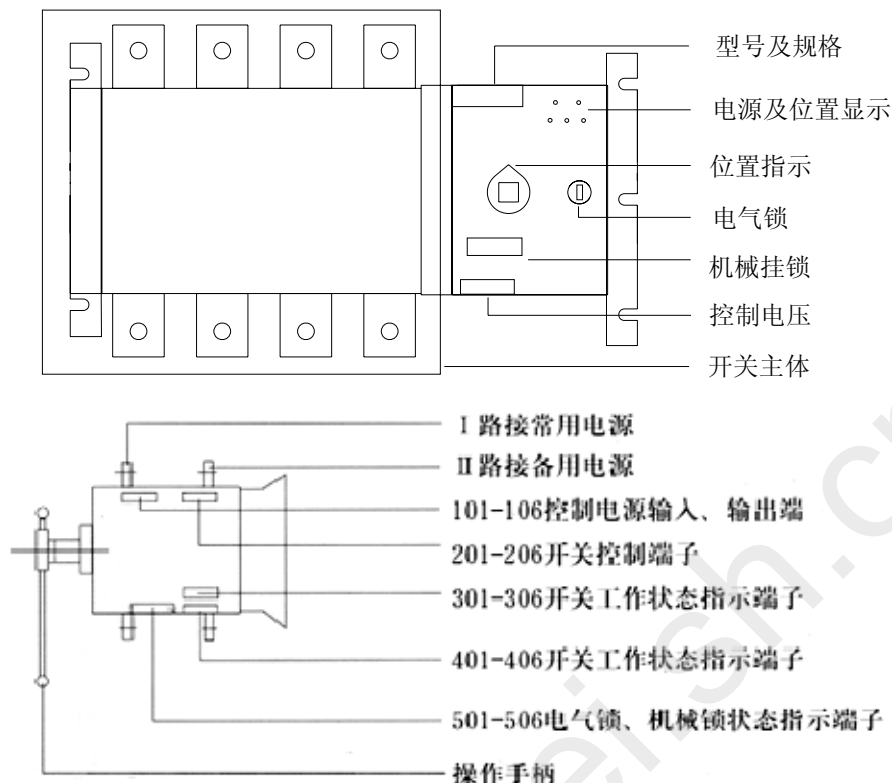 型号及规格
电源及位置显示
位置指示
电气锁
机械挂锁
控制电压
开关主体
I 路接常用电源
II 路接备用电源
101-106控制电源输入、输出端
201-206开关控制端子
301-306开关工作状态指示端子
401-406开关工作状态指示端子
501-506电气锁、机械锁状态指示端子
操作手柄
ei.sh.cn